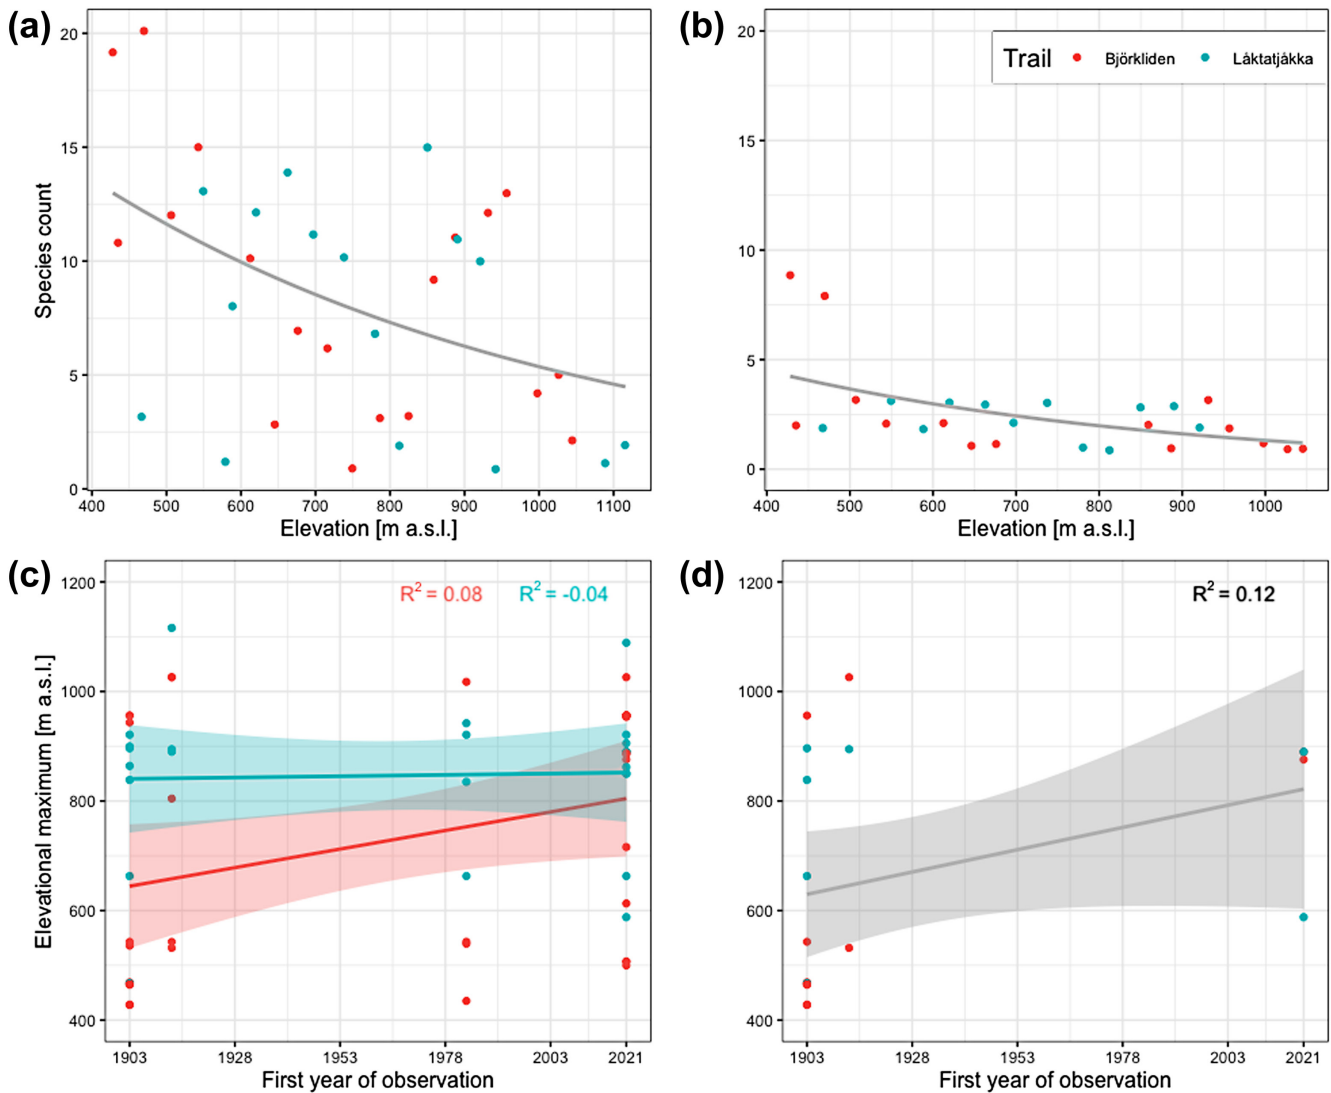 (a)
20
15
10
5
0
Species count
400 500 600 700 800 900 1000 1100
Elevation [m a.s.l.]
(b)
20
15
10
5
0
Trail Björkliden Låktatjåkka
400 500 600 700 800 900 1000
Elevation [m a.s.l.]
(c)
1200
1000
800
600
400
Elevational maximum [m a.s.l.]
R² = 0.08 R² = -0.04
1903 1928 1953 1978 2003 2021
First year of observation
(d)
1200
1000
800
600
400
R² = 0.12
1903 1928 1953 1978 2003 2021
First year of observation